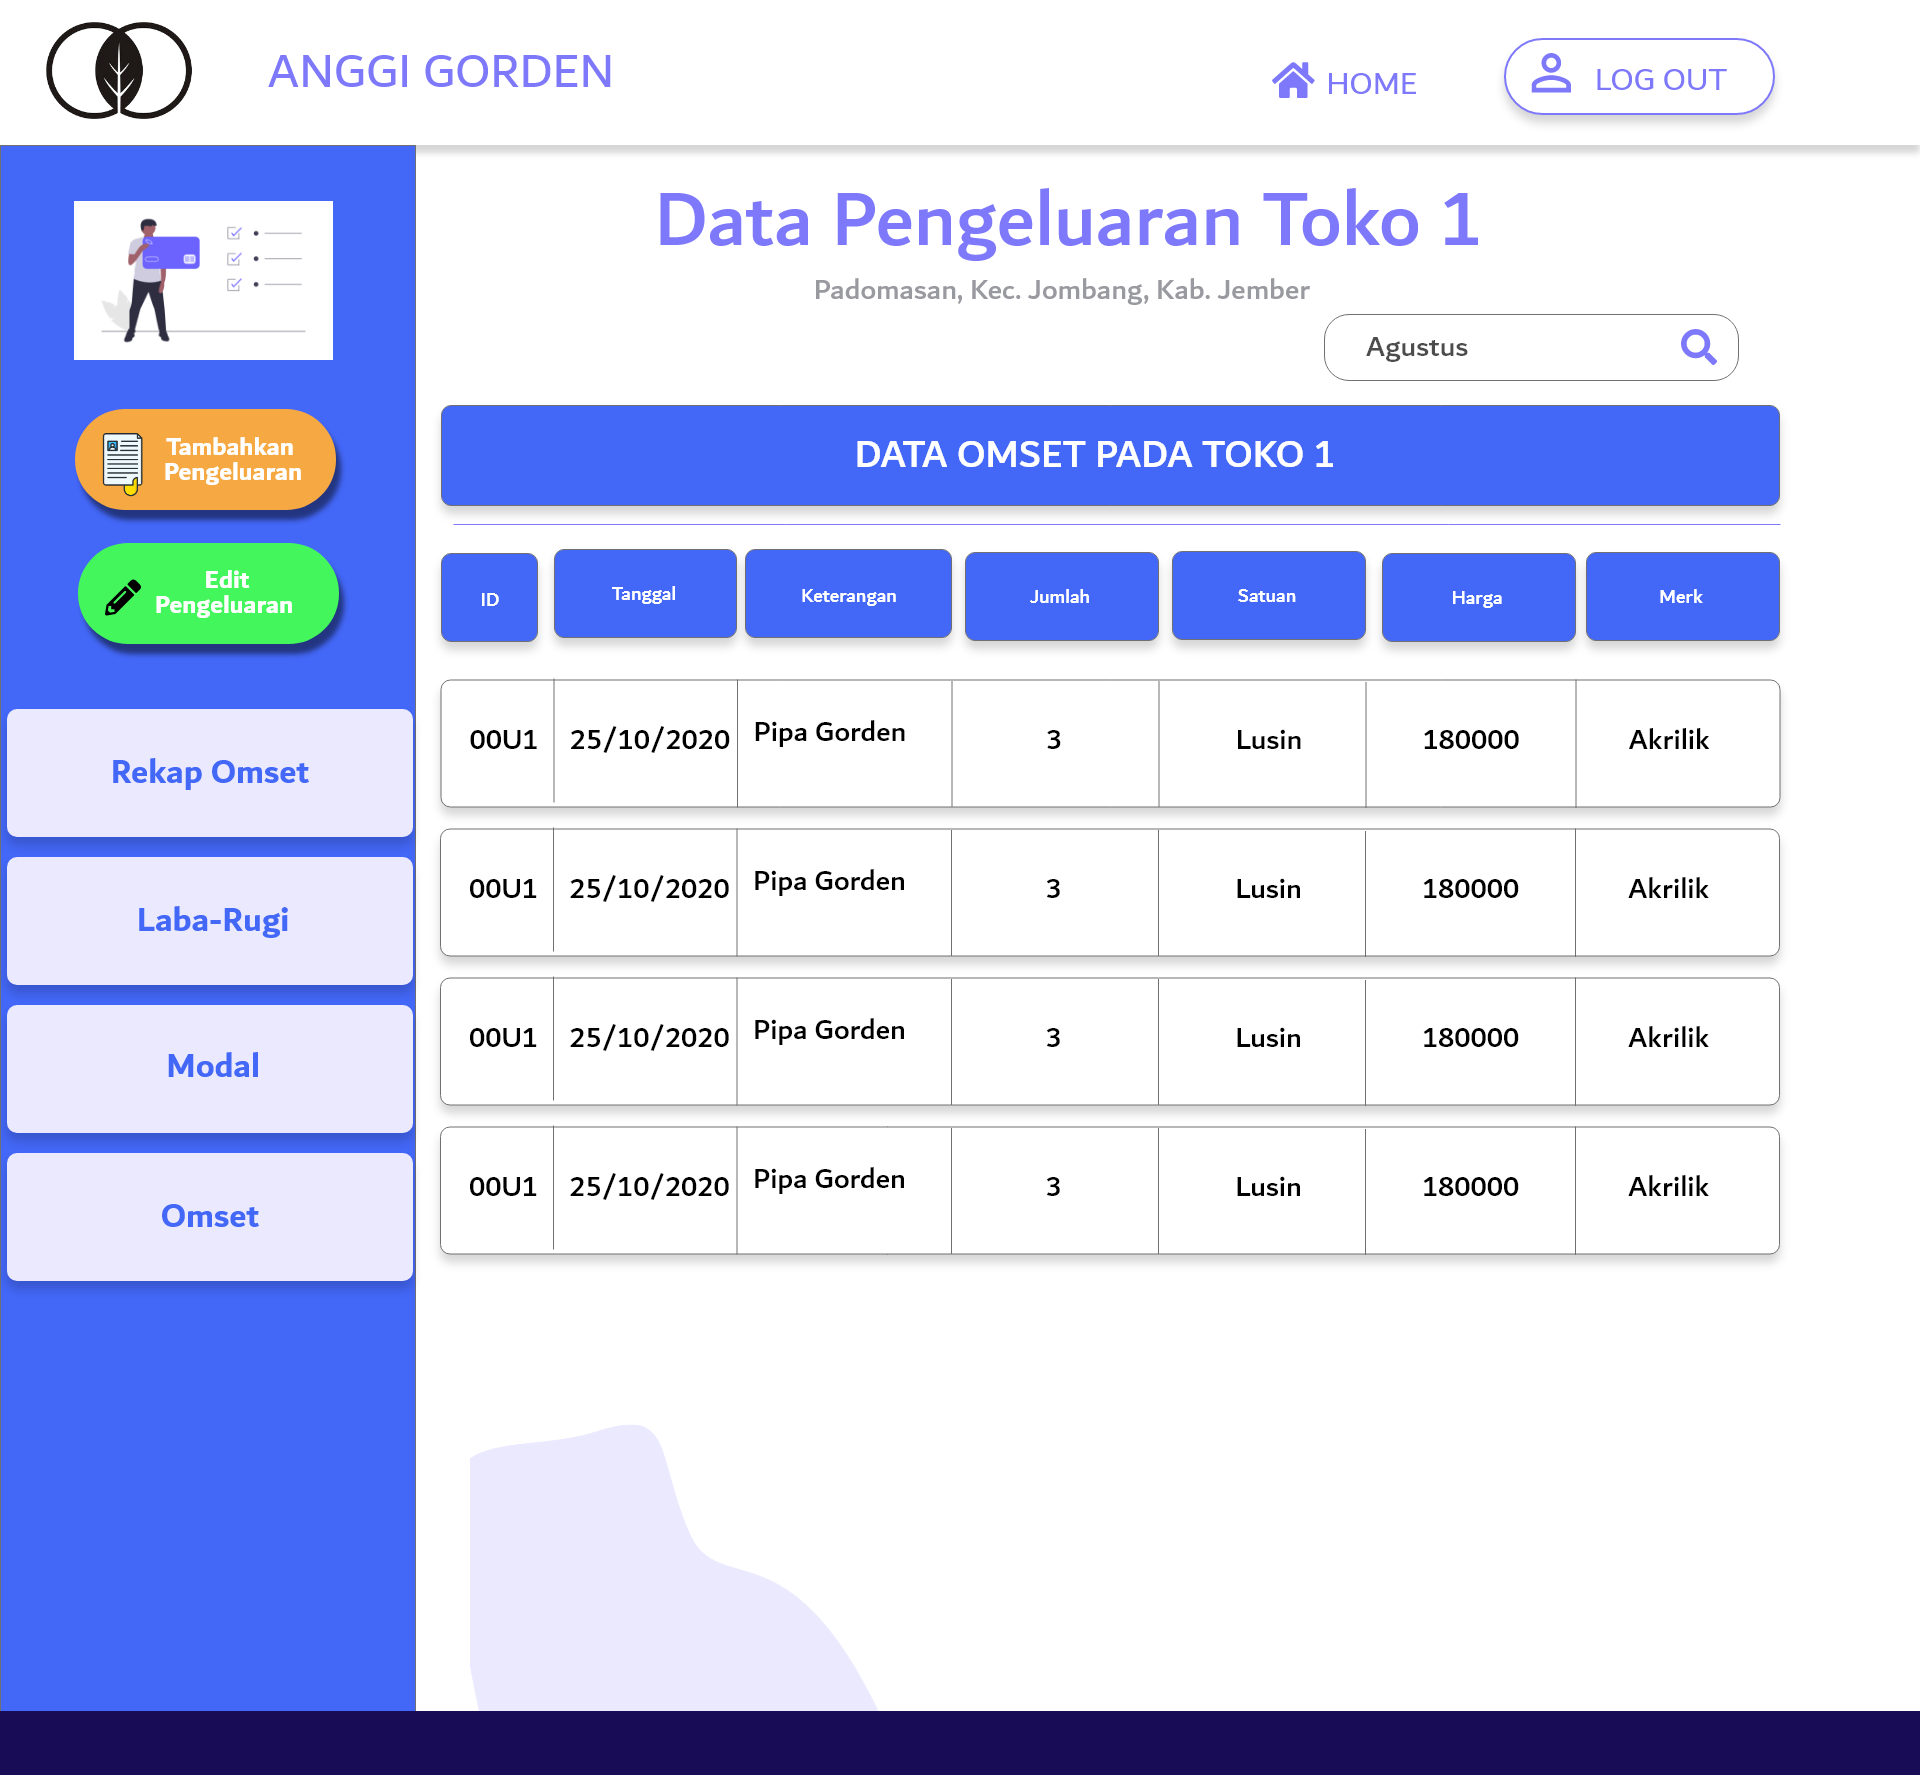 ANGGI GORDEN
HOME
LOG OUT
Data Pengeluaran Toko 1
Padomasan, Kec. Jombang, Kab. Jember
Agustus
Tambahkan
Pengeluaran
Edit
Pengeluaran
Rekap Omset
Laba-Rugi
Modal
Omset
DATA OMSET PADA TOKO 1
ID Tanggal Keterangan Jumlah Satuan Harga Merk
00U1 25/10/2020 Pipa Gorden 3 Lusin 180000 Akrilik
00U1 25/10/2020 Pipa Gorden 3 Lusin 180000 Akrilik
00U1 25/10/2020 Pipa Gorden 3 Lusin 180000 Akrilik
00U1 25/10/2020 Pipa Gorden 3 Lusin 180000 Akrilik